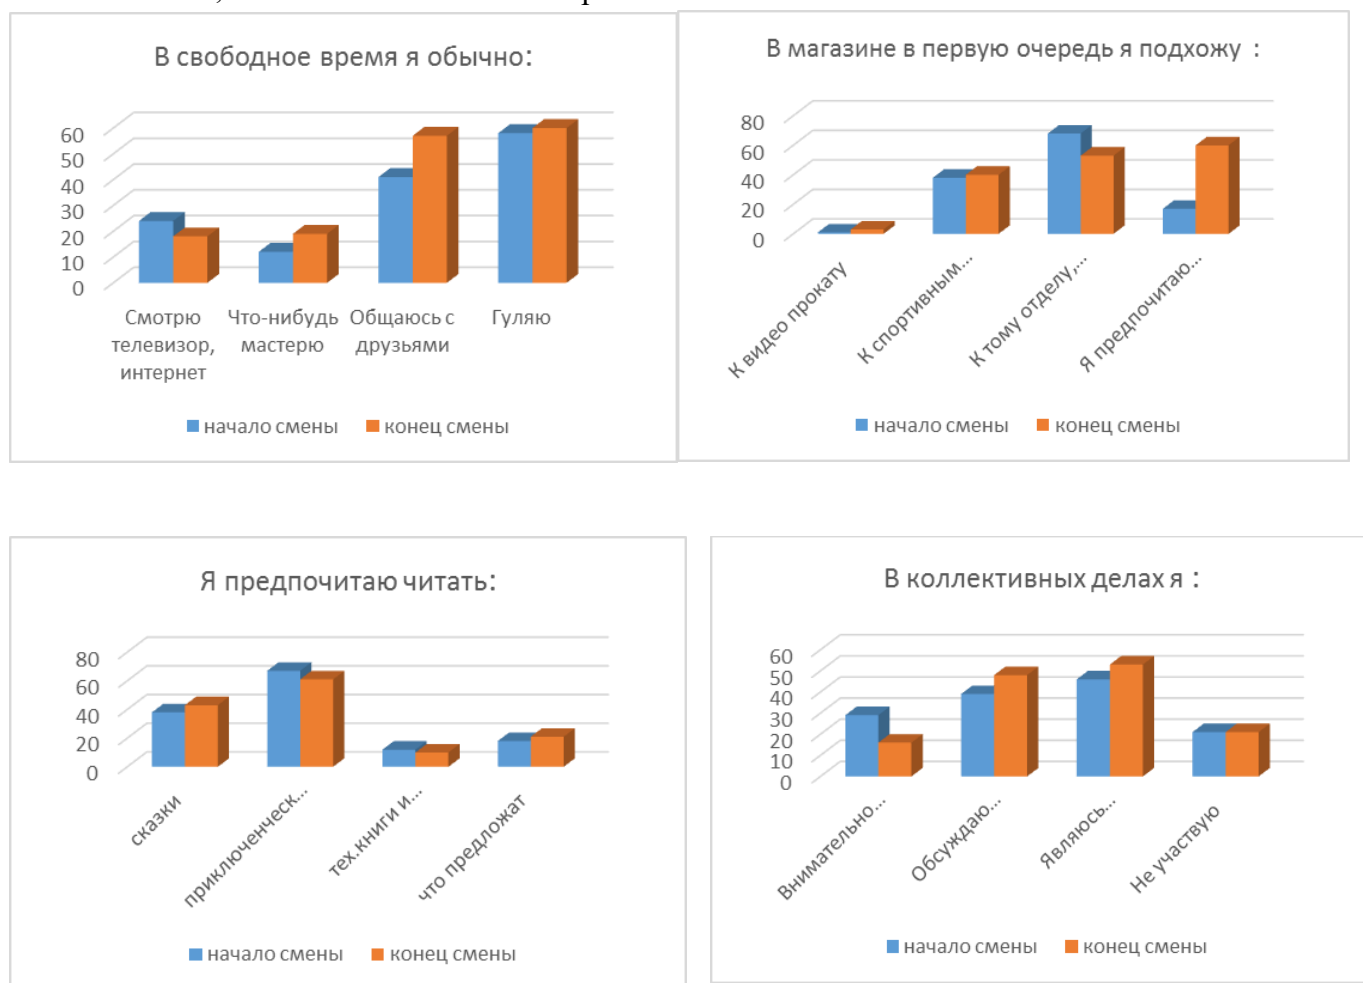 В свободное время я обычно:
60
50
40
30
20
10
0
Смотрю
телевизор,
интернет
Что-нибудь
мастерю
Общаюсь с
друзьями
Гуляю
начало смены
конец смены
В магазине в первую очередь я подхожу :
80
60
40
20
0
К видео прокату
К спортивным...
К тому отделу,...
Я предпочитаю...
начало смены
конец смены
Я предпочитаю читать:
80
60
40
20
0
сказки
приключенческ...
тех.книги и...
что предложат
начало смены
конец смены
В коллективных делах я :
60
50
40
30
20
10
0
Внимательно...
Обсуждаю...
Являюсь...
Не участвую
начало смены
конец смены